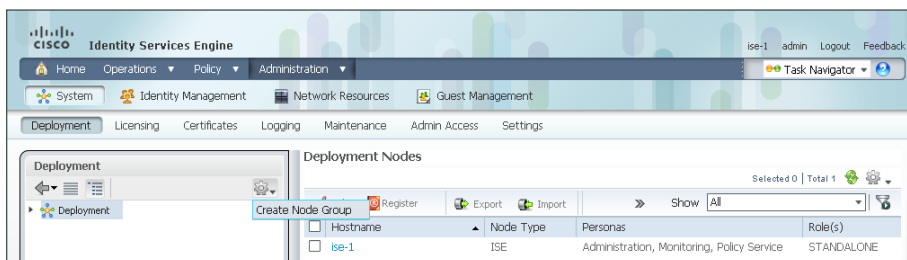 CISCO Identity Services Engine
ise-1 admin Logout Feedback
Home Operations Policy Administration
Task Navigator
System Identity Management Network Resources Guest Management
Deployment Licensing Certificates Logging Maintenance Admin Access Settings
Deployment
Deployment
Create Node Group
Deployment Nodes
Selected 0 | Total 1
Register Export Import Show All
Hostname Node Type Personas Role(s)
ise-1 ISE Administration, Monitoring, Policy Service STANDALONE